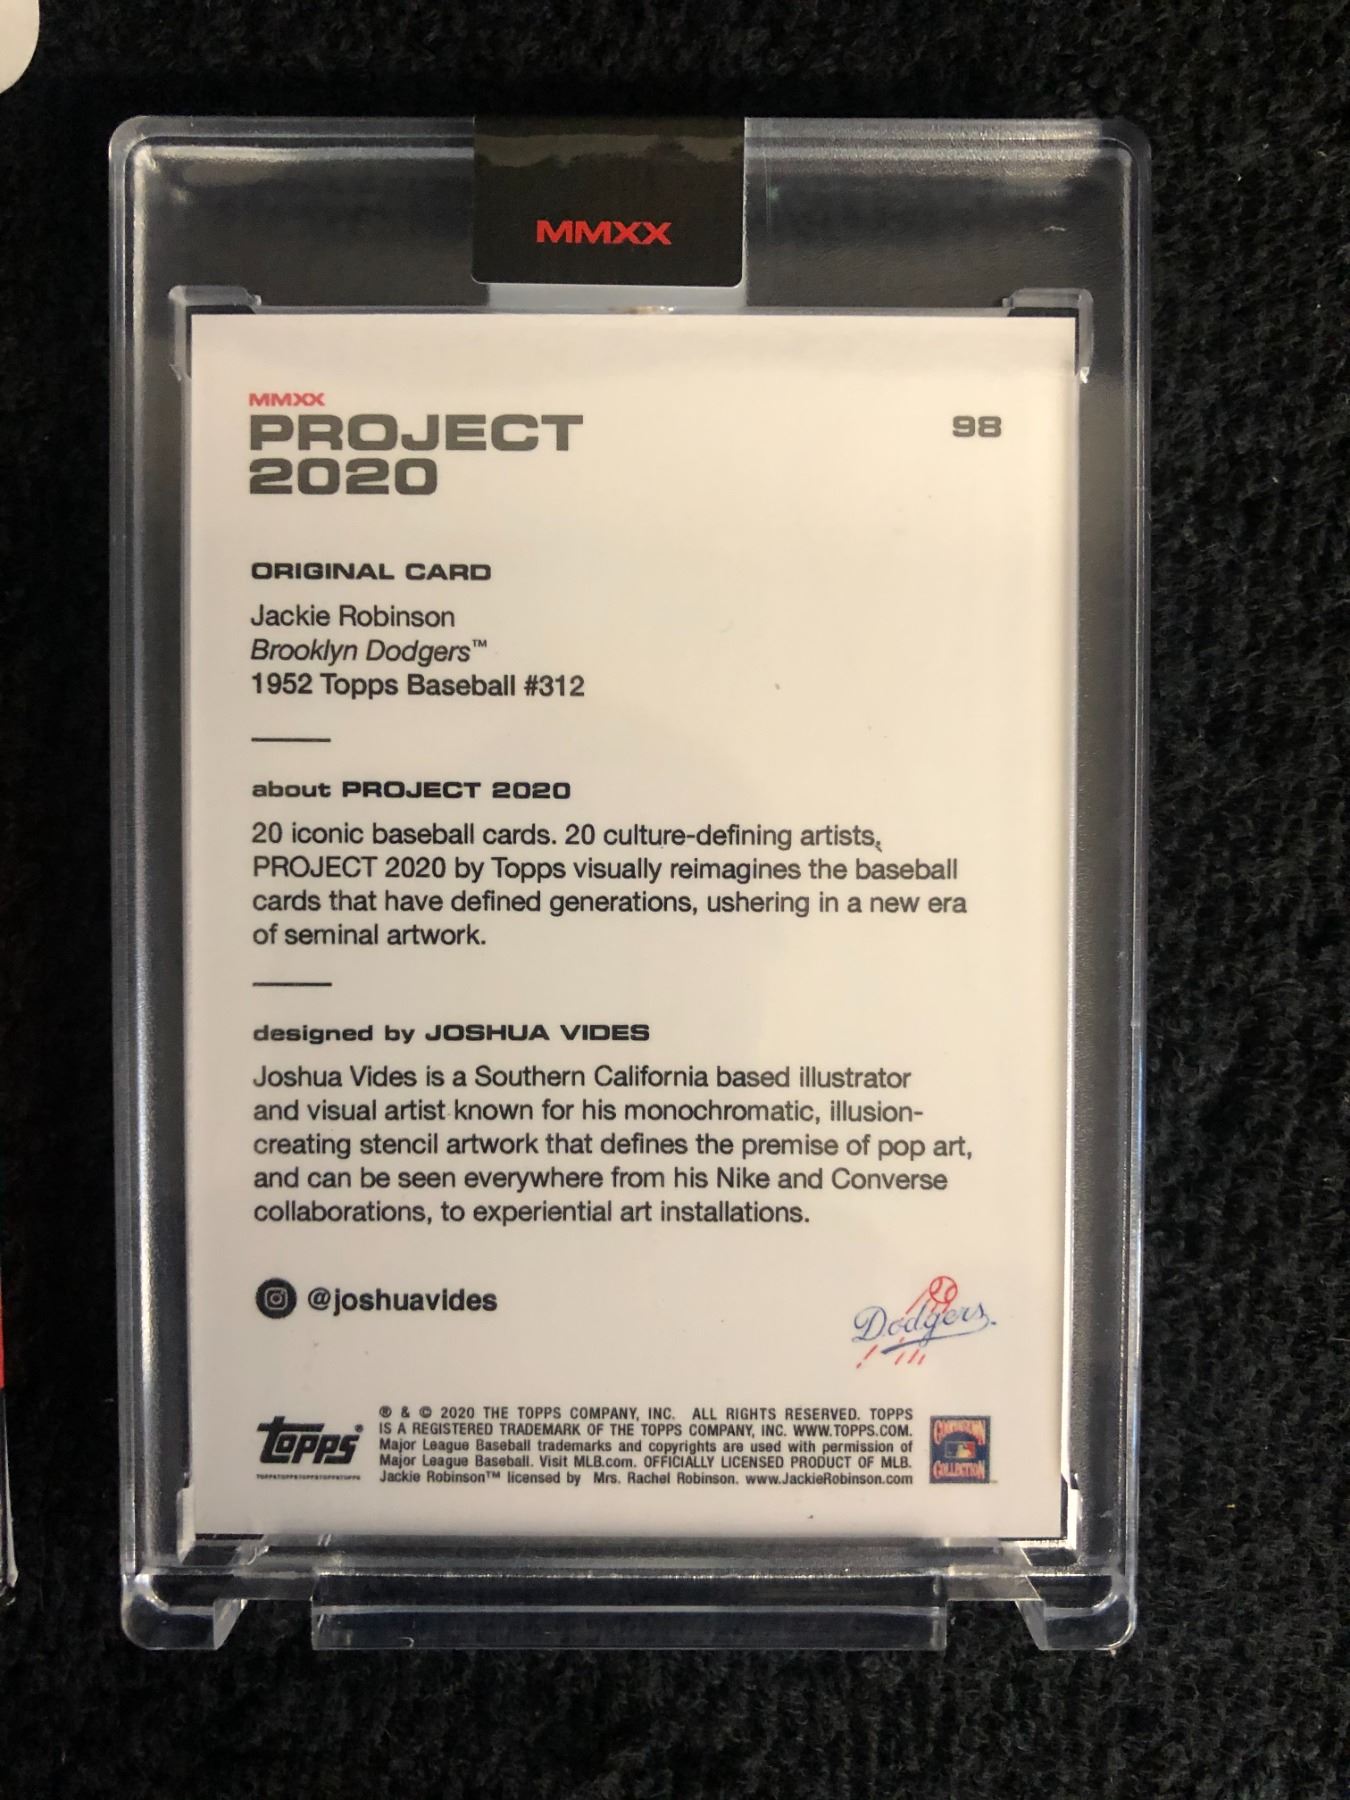 MMXX
MMXX
PROJECT
2020
98
ORIGINAL CARD
Jackie Robinson
Brooklyn Dodgers™
1952 Topps Baseball #312
about PROJECT 2020
20 iconic baseball cards. 20 culture-defining artists,
PROJECT 2020 by Topps visually reimagines the baseball
cards that have defined generations, ushering in a new era
of seminal artwork.
designed by JOSHUA VIDES
Joshua Vides is a Southern California based illustrator
and visual artist known for his monochromatic, illusion-
creating stencil artwork that defines the premise of pop art,
and can be seen everywhere from his Nike and Converse
collaborations, to experiential art installations.
@joshuavides
Dodgers
Topps®
® & © 2020 THE TOPPS COMPANY, INC. ALL RIGHTS RESERVED. TOPPS
IS A REGISTERED TRADEMARK OF THE TOPPS COMPANY, INC. WWW.TOPPS.COM.
Major League Baseball trademarks and copyrights are used with permission of
Major League Baseball. Visit MLB.com. OFFICIALLY LICENSED PRODUCT OF MLB.
Jackie Robinson™ licensed by Mrs. Rachel Robinson. www.JackieRobinson.com
COOPERSTOWN
COLLECTION